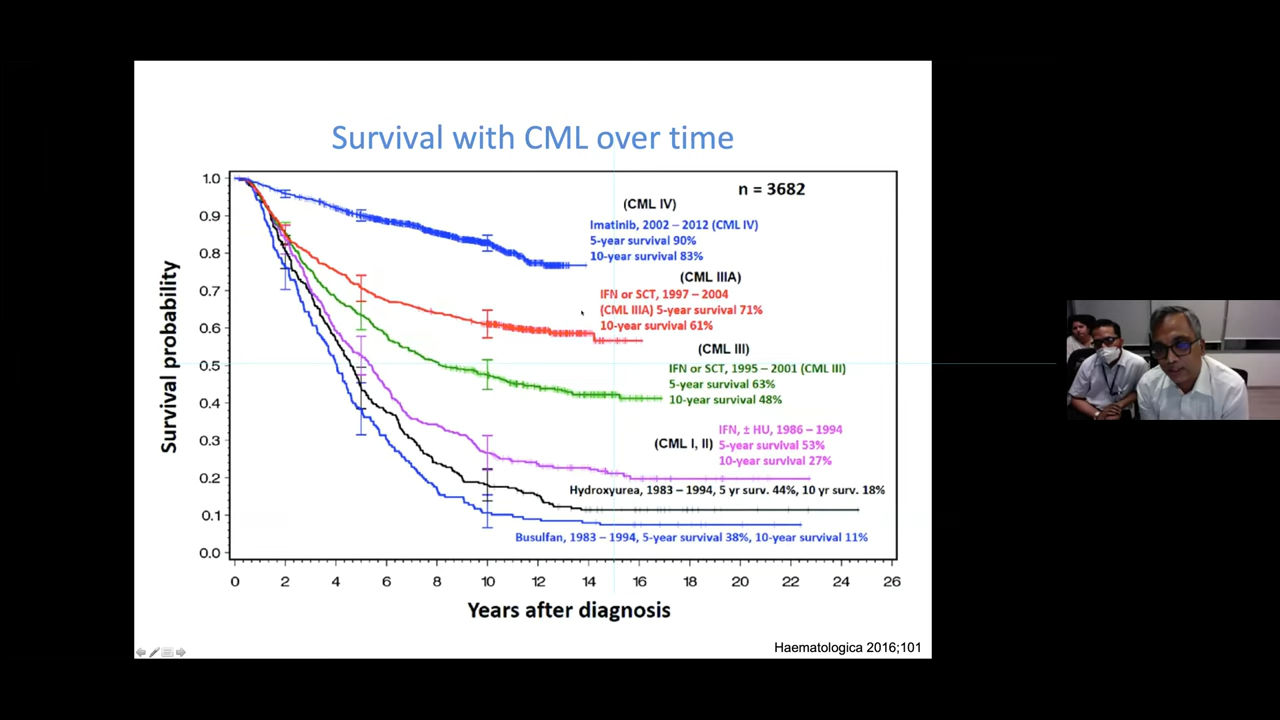 Survival with CML over time
n = 3682
(CML IV)
Imatinib, 2002 – 2012 (CML IV)
5-year survival 90%
10-year survival 83%
(CML IIIA)
IFN or SCT, 1997 – 2004
(CML IIIA) 5-year survival 71%
10-year survival 61%
(CML III)
IFN or SCT, 1995 – 2001 (CML III)
5-year survival 63%
10-year survival 48%
IFN, ± HU, 1986 – 1994
(CML I, II) 5-year survival 53%
10-year survival 27%
Hydroxyurea, 1983 – 1994, 5 yr surv. 44%, 10 yr surv. 18%
Busulfan, 1983 – 1994, 5-year survival 38%, 10-year survival 11%
Survival probability
1.0
0.9
0.8
0.7
0.6
0.5
0.4
0.3
0.2
0.1
0.0
0 2 4 6 8 10 12 14 16 18 20 22 24 26
Years after diagnosis
Haematologica 2016;101